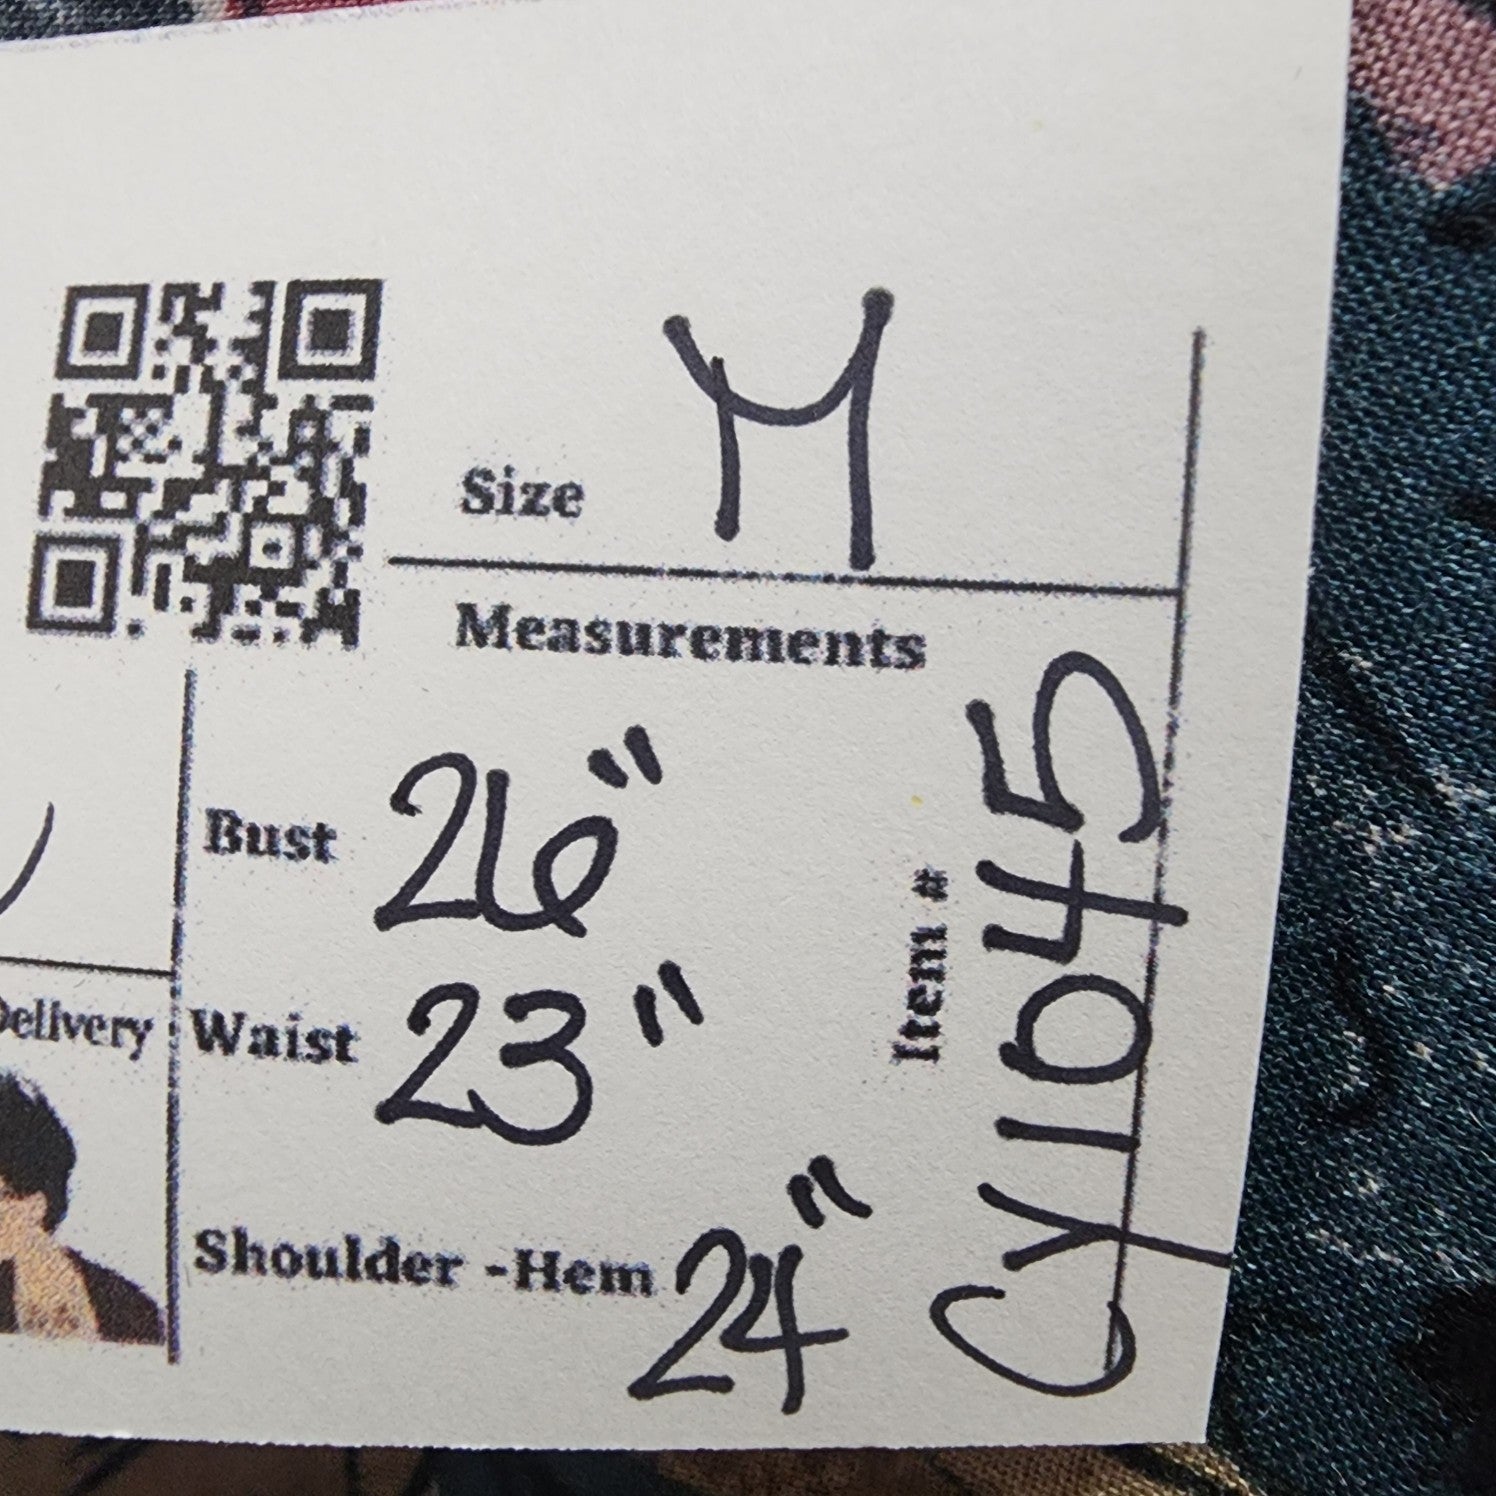 Size M
Measurements
Bust 26"
Delivery
Waist 23"
Shoulder -Hem 24"
Item # CY1045